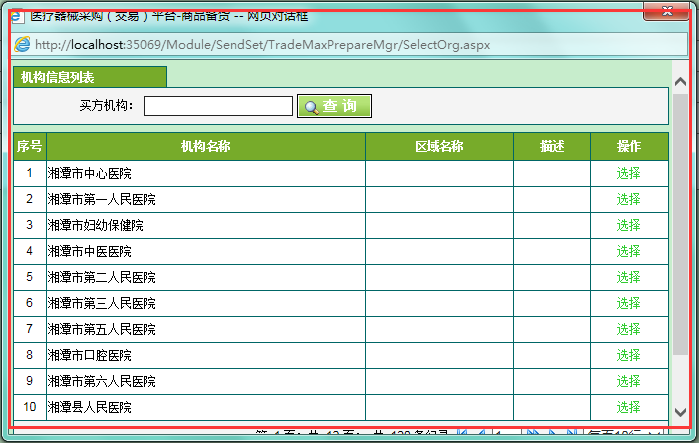 医疗器械采购（交易）平台-商品备货 -- 网页对话框
http://localhost:35069/Module/SendSet/TradeMaxPrepareMgr/SelectOrg.aspx
机构信息列表
买方机构： 查 询
序号 机构名称 区域名称 描述 操作
1 湘潭市中心医院 选择
2 湘潭市第一人民医院 选择
3 湘潭市妇幼保健院 选择
4 湘潭市中医医院 选择
5 湘潭市第二人民医院 选择
6 湘潭市第三人民医院 选择
7 湘潭市第五人民医院 选择
8 湘潭市口腔医院 选择
9 湘潭市第六人民医院 选择
10 湘潭县人民医院 选择